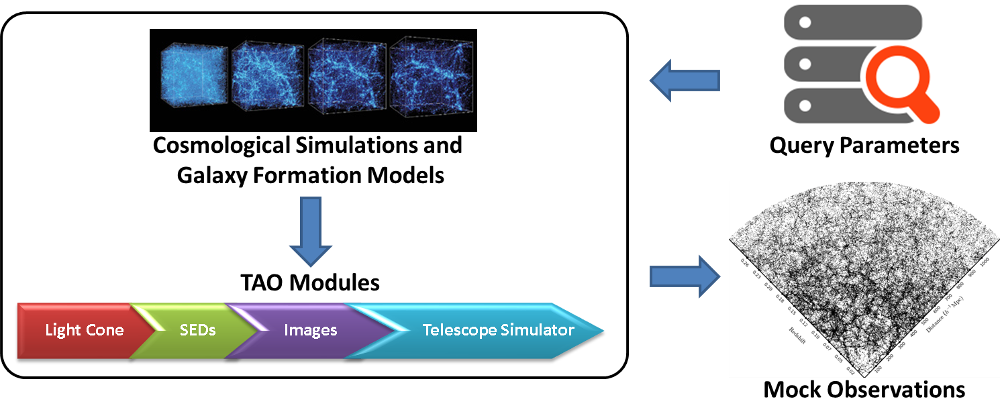 Cosmological Simulations and
Galaxy Formation Models
Query Parameters
TAO Modules
Light Cone
SEDs
Images
Telescope Simulator
Redshift
Distance (h⁻¹ Mpc)
Mock Observations